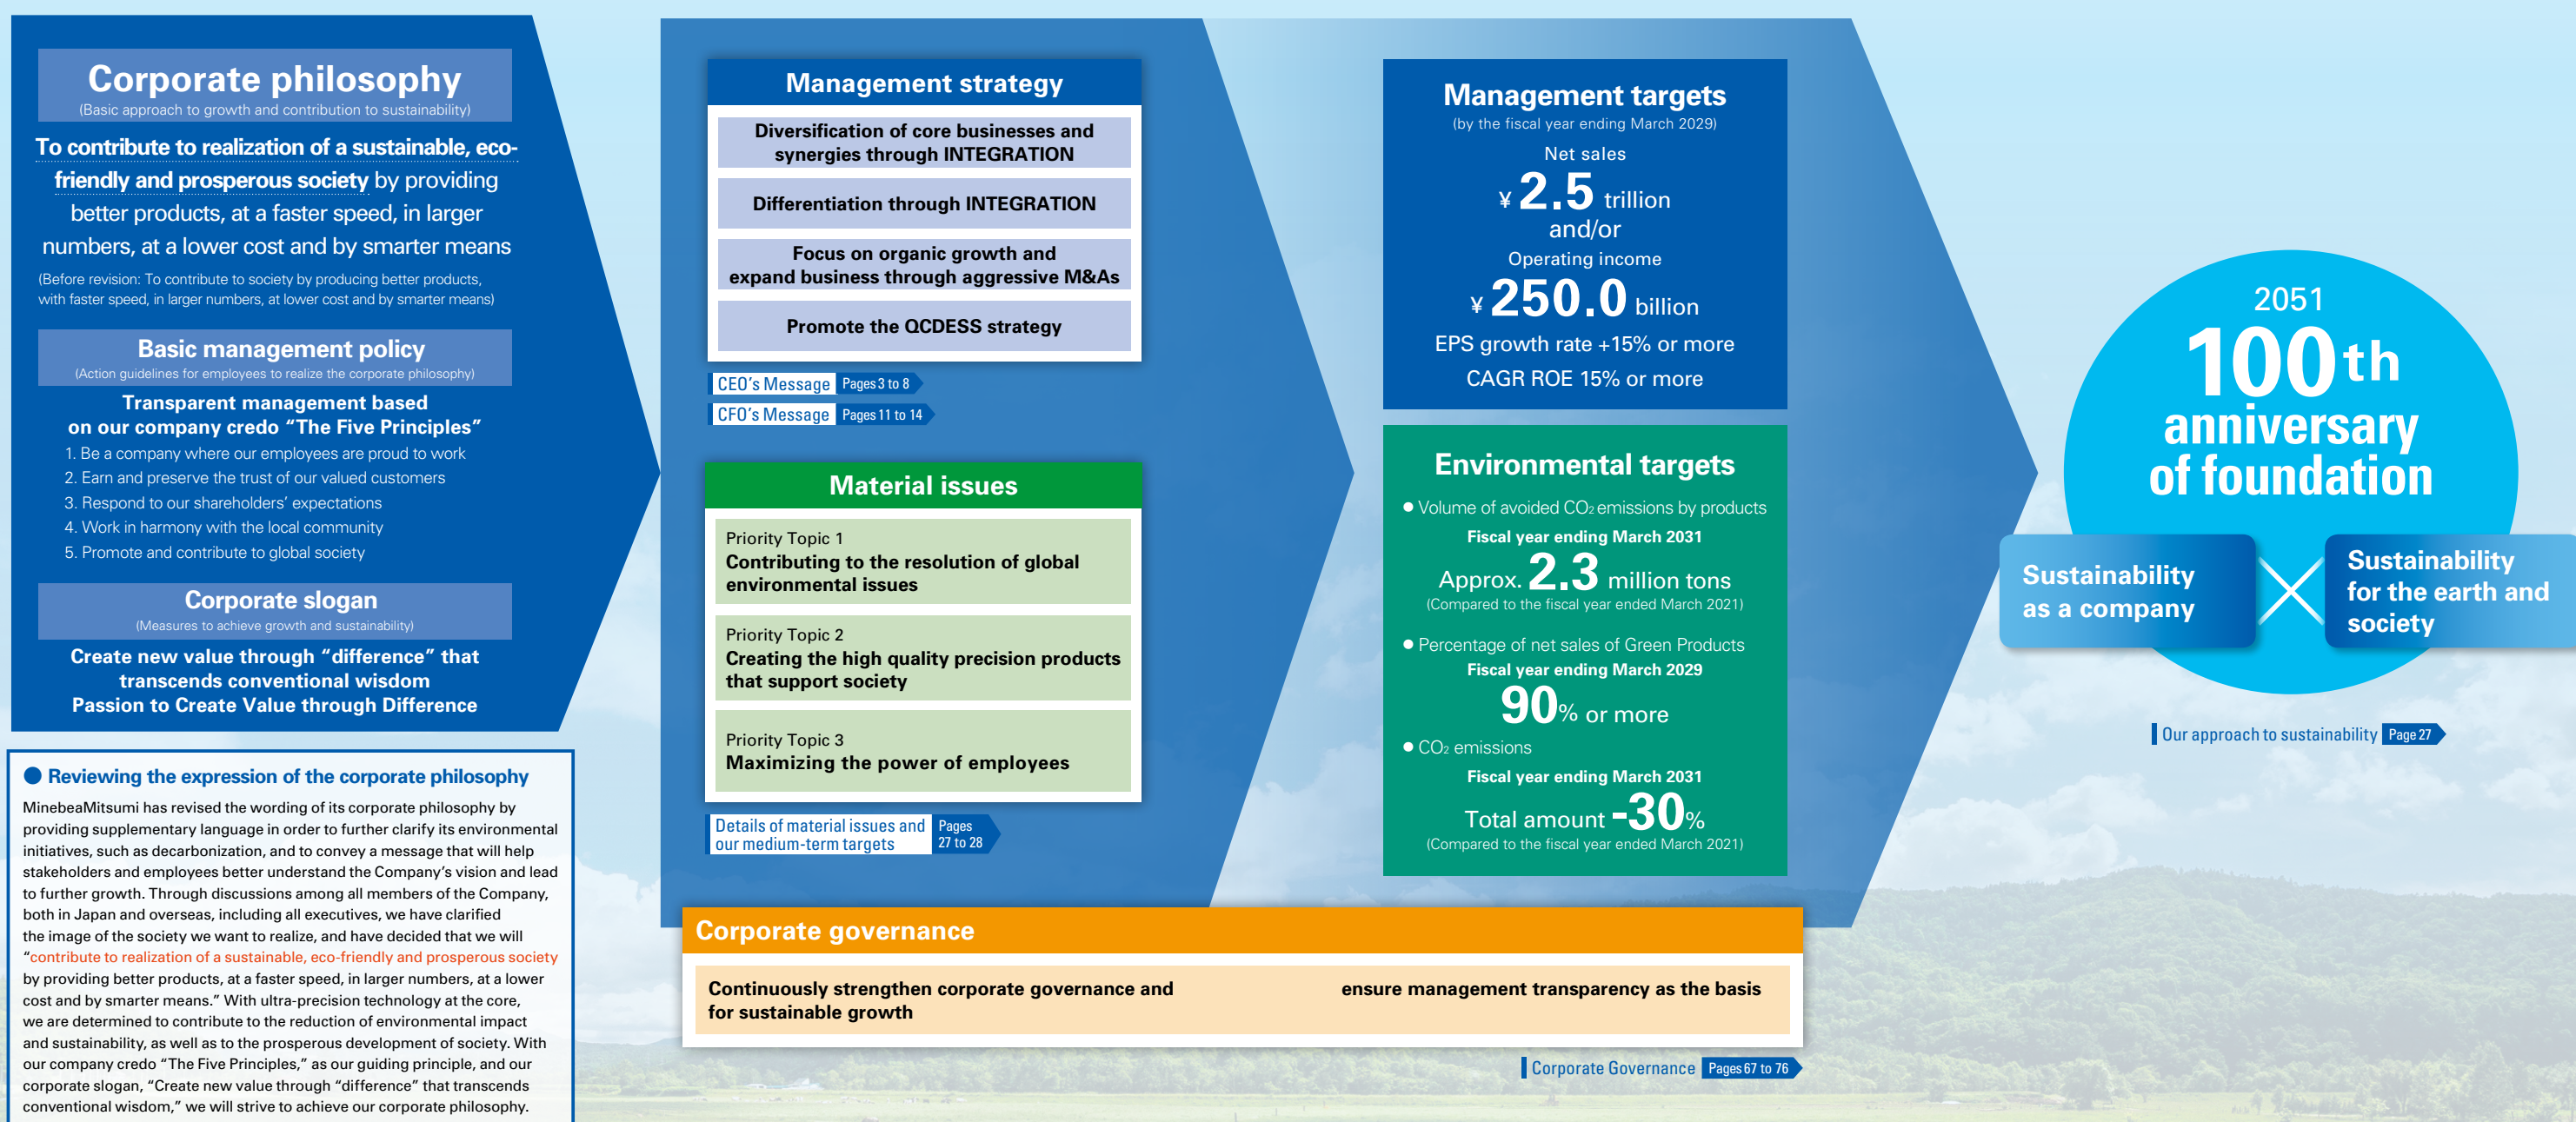 Corporate philosophy
(Basic approach to growth and contribution to sustainability)
To contribute to realization of a sustainable, eco-
friendly and prosperous society by providing
better products, at a faster speed, in larger
numbers, at a lower cost and by smarter means
(Before revision: To contribute to society by producing better products,
with faster speed, in larger numbers, at lower cost and by smarter means)
Basic management policy
(Action guidelines for employees to realize the corporate philosophy)
Transparent management based
on our company credo “The Five Principles”
1. Be a company where our employees are proud to work
2. Earn and preserve the trust of our valued customers
3. Respond to our shareholders’ expectations
4. Work in harmony with the local community
5. Promote and contribute to global society
Corporate slogan
(Measures to achieve growth and sustainability)
Create new value through “difference” that
transcends conventional wisdom
Passion to Create Value through Difference
● Reviewing the expression of the corporate philosophy
MinebeaMitsumi has revised the wording of its corporate philosophy by
providing supplementary language in order to further clarify its environmental
initiatives, such as decarbonization, and to convey a message that will help
stakeholders and employees better understand the Company’s vision and lead
to further growth. Through discussions among all members of the Company,
both in Japan and overseas, including all executives, we have clarified
the image of the society we want to realize, and have decided that we will
“contribute to realization of a sustainable, eco-friendly and prosperous society
by providing better products, at a faster speed, in larger numbers, at a lower
cost and by smarter means.” With ultra-precision technology at the core,
we are determined to contribute to the reduction of environmental impact
and sustainability, as well as to the prosperous development of society. With
our company credo “The Five Principles,” as our guiding principle, and our
corporate slogan, “Create new value through “difference” that transcends
conventional wisdom,” we will strive to achieve our corporate philosophy.
Management strategy
Diversification of core businesses and
synergies through INTEGRATION
Differentiation through INTEGRATION
Focus on organic growth and
expand business through aggressive M&As
Promote the QCDESS strategy
CEO’s Message Pages 3 to 8
CFO’s Message Pages 11 to 14
Material issues
Priority Topic 1
Contributing to the resolution of global
environmental issues
Priority Topic 2
Creating the high quality precision products
that support society
Priority Topic 3
Maximizing the power of employees
Details of material issues and
our medium-term targets
Pages
27 to 28
Management targets
(by the fiscal year ending March 2029)
Net sales
¥ 2.5 trillion
and/or
Operating income
¥ 250.0 billion
EPS growth rate +15% or more
CAGR ROE 15% or more
Environmental targets
● Volume of avoided CO₂ emissions by products
Fiscal year ending March 2031
Approx. 2.3 million tons
(Compared to the fiscal year ended March 2021)
● Percentage of net sales of Green Products
Fiscal year ending March 2029
90% or more
● CO₂ emissions
Fiscal year ending March 2031
Total amount -30%
(Compared to the fiscal year ended March 2021)
Corporate governance
Continuously strengthen corporate governance and ensure management transparency as the basis
for sustainable growth
Corporate Governance Pages 67 to 76
2051
100th
anniversary
of foundation
Sustainability
as a company
Sustainability
for the earth and
society
Our approach to sustainability Page 27